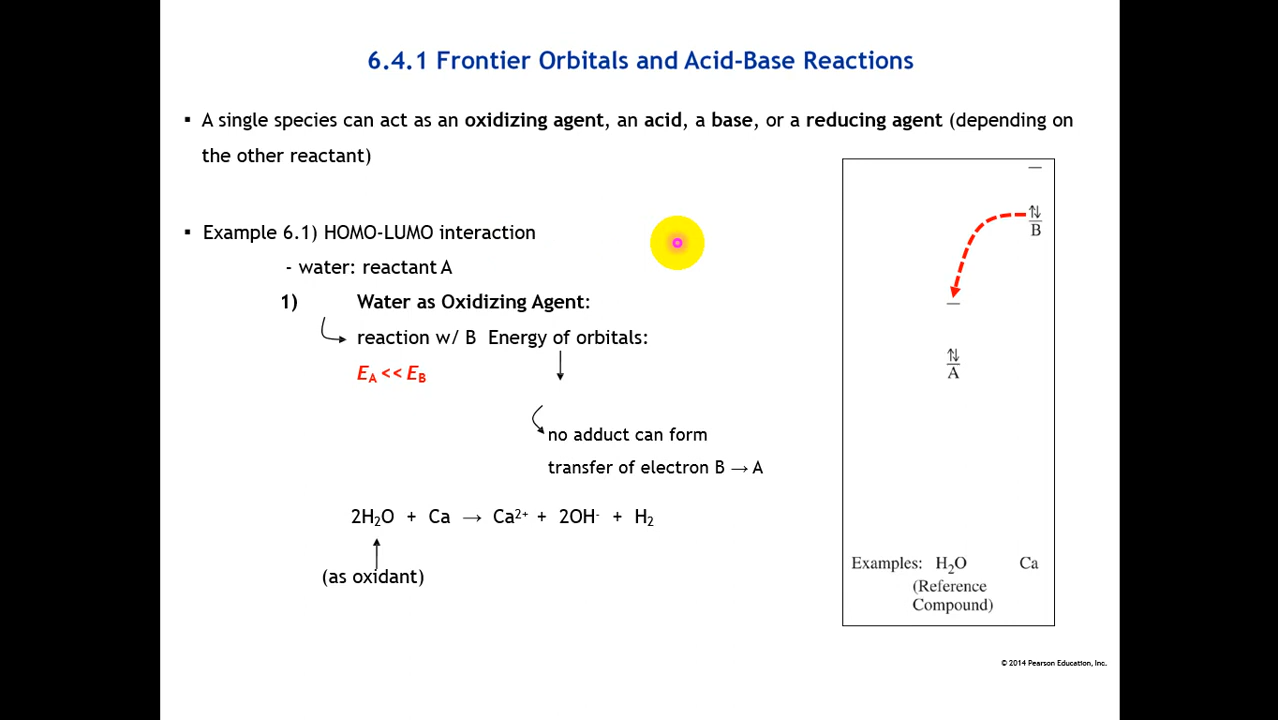 6.4.1 Frontier Orbitals and Acid-Base Reactions
▪ A single species can act as an oxidizing agent, an acid, a base, or a reducing agent (depending on
the other reactant)
▪ Example 6.1) HOMO-LUMO interaction
- water: reactant A
1) Water as Oxidizing Agent:
reaction w/ B Energy of orbitals:
E_A << E_B
no adduct can form
transfer of electron B → A
2H₂O + Ca → Ca²⁺ + 2OH⁻ + H₂
(as oxidant)
B
A
Examples: H₂O Ca
(Reference
Compound)
© 2014 Pearson Education, Inc.